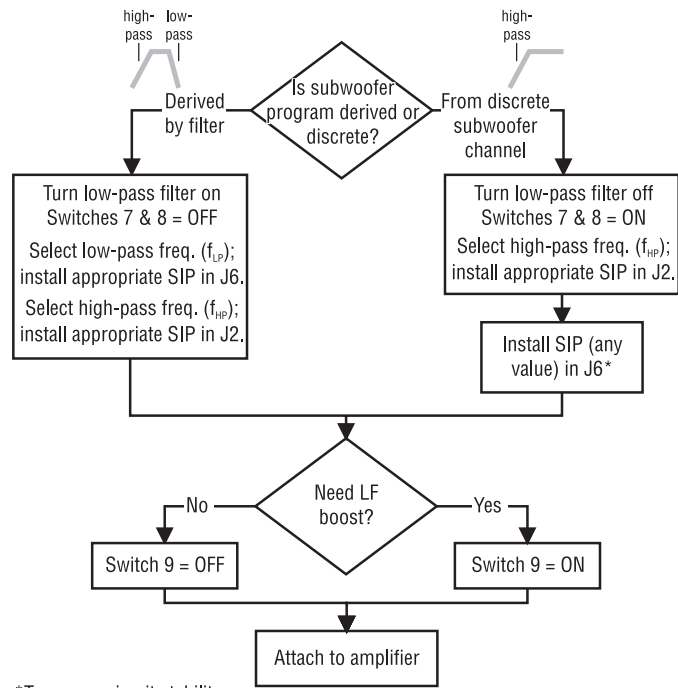 high-
pass
low-
pass
high-
pass
Is subwoofer
program derived or
discrete?
Derived
by filter
From discrete
subwoofer
channel
Turn low-pass filter on
Switches 7 & 8 = OFF
Select low-pass freq. (fLP);
install appropriate SIP in J6.
Select high-pass freq. (fHP);
install appropriate SIP in J2.
Turn low-pass filter off
Switches 7 & 8 = ON
Select high-pass freq. (fHP);
install appropriate SIP in J2.
Install SIP (any
value) in J6*
Need LF
boost?
No
Yes
Switch 9 = OFF
Switch 9 = ON
Attach to amplifier